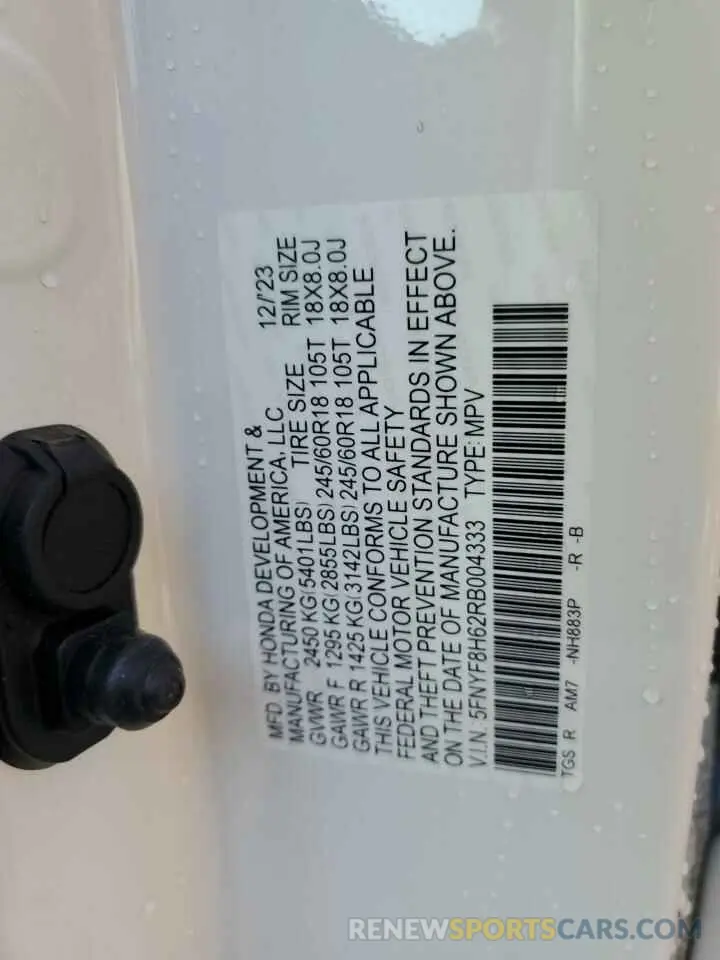 MFD. BY HONDA DEVELOPMENT & 12/'23
MANUFACTURING OF AMERICA, LLC
GVWR 2450 KG(5401LBS) TIRE SIZE RIM SIZE
GAWR F 1295 KG(2855LBS) 245/60R18 105T 18X8.0J
GAWR R 1425 KG(3142LBS) 245/60R18 105T 18X8.0J
THIS VEHICLE CONFORMS TO ALL APPLICABLE
FEDERAL MOTOR VEHICLE SAFETY
AND THEFT PREVENTION STANDARDS IN EFFECT
ON THE DATE OF MANUFACTURE SHOWN ABOVE.
V.I.N.: 5FNYF8H62RB004333 TYPE: MPV
TGS R AM7 -NH883P -R -B
RENEWSPORTSCARS.COM